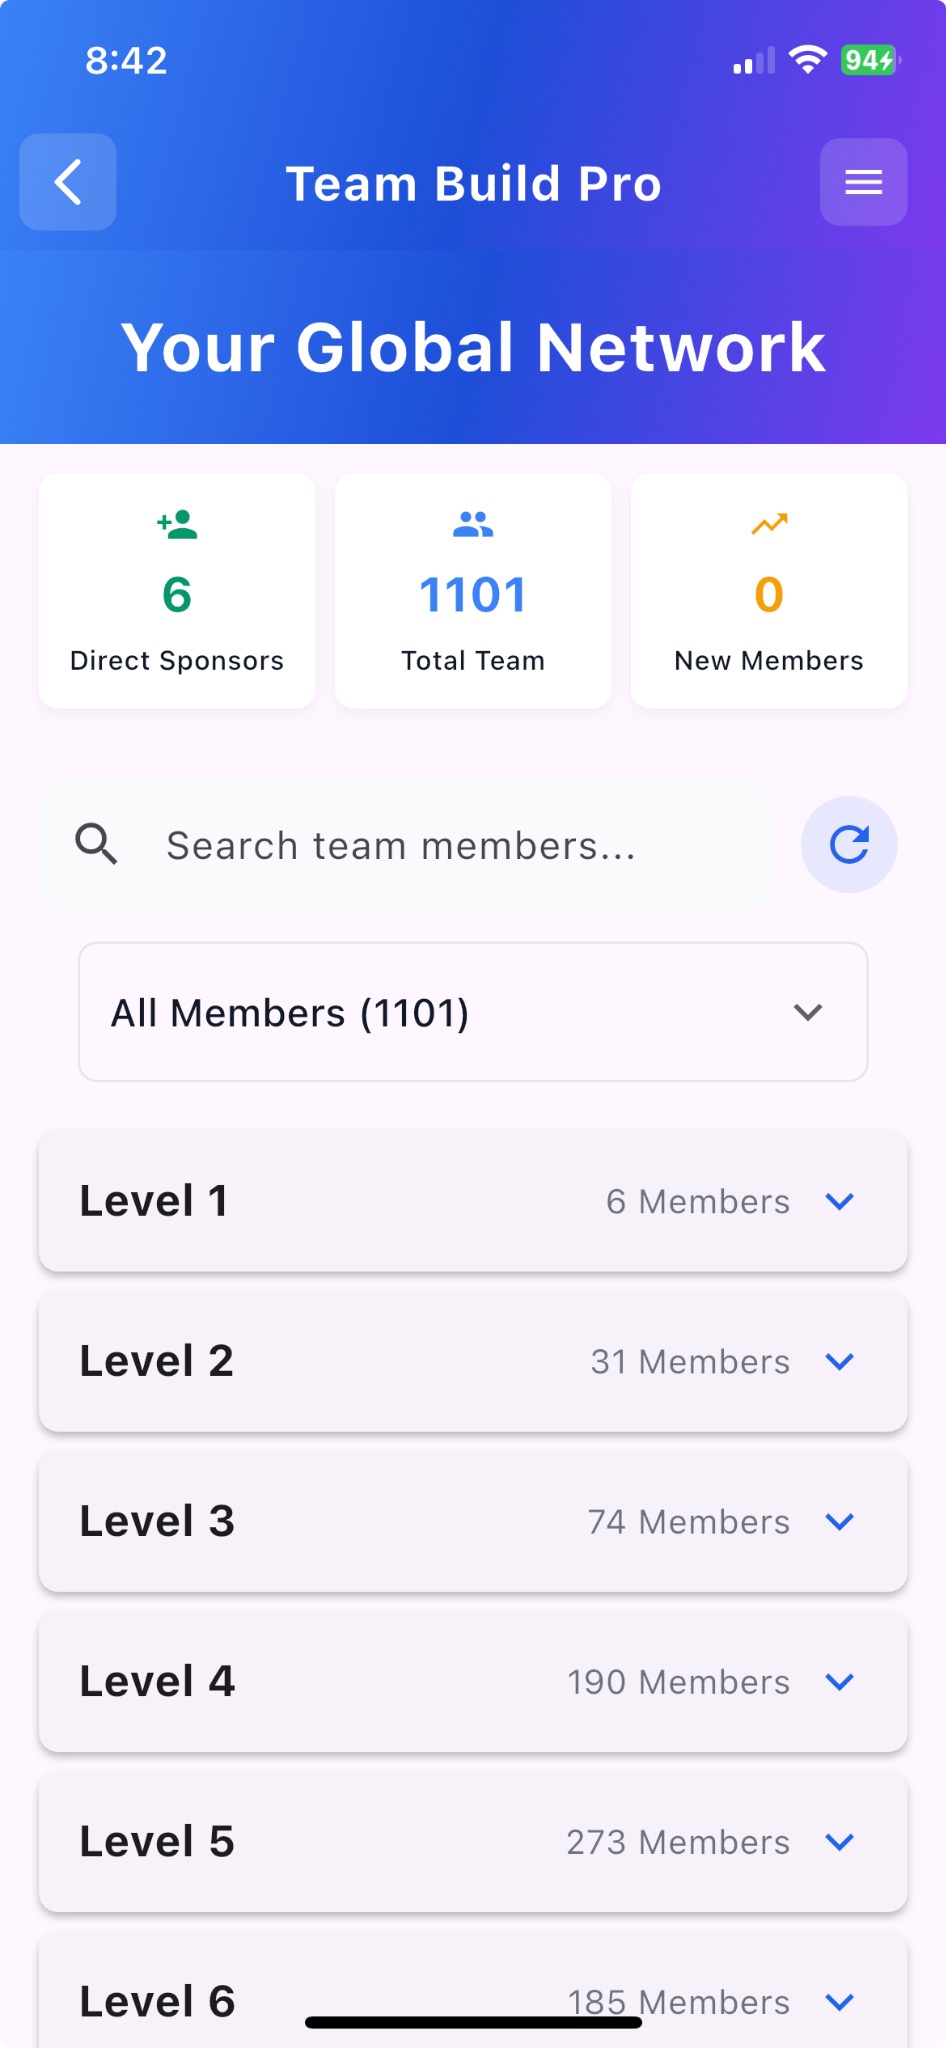 8:42
94
Team Build Pro
Your Global Network
6
Direct Sponsors
1101
Total Team
0
New Members
Search team members...
All Members (1101)
Level 1 6 Members
Level 2 31 Members
Level 3 74 Members
Level 4 190 Members
Level 5 273 Members
Level 6 185 Members